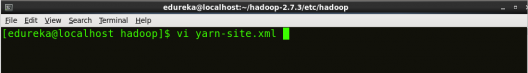 edureka@localhost:~/hadoop-2.7.3/etc/hadoop
File Edit View Search Terminal Help
[edureka@localhost hadoop]$ vi yarn-site.xml